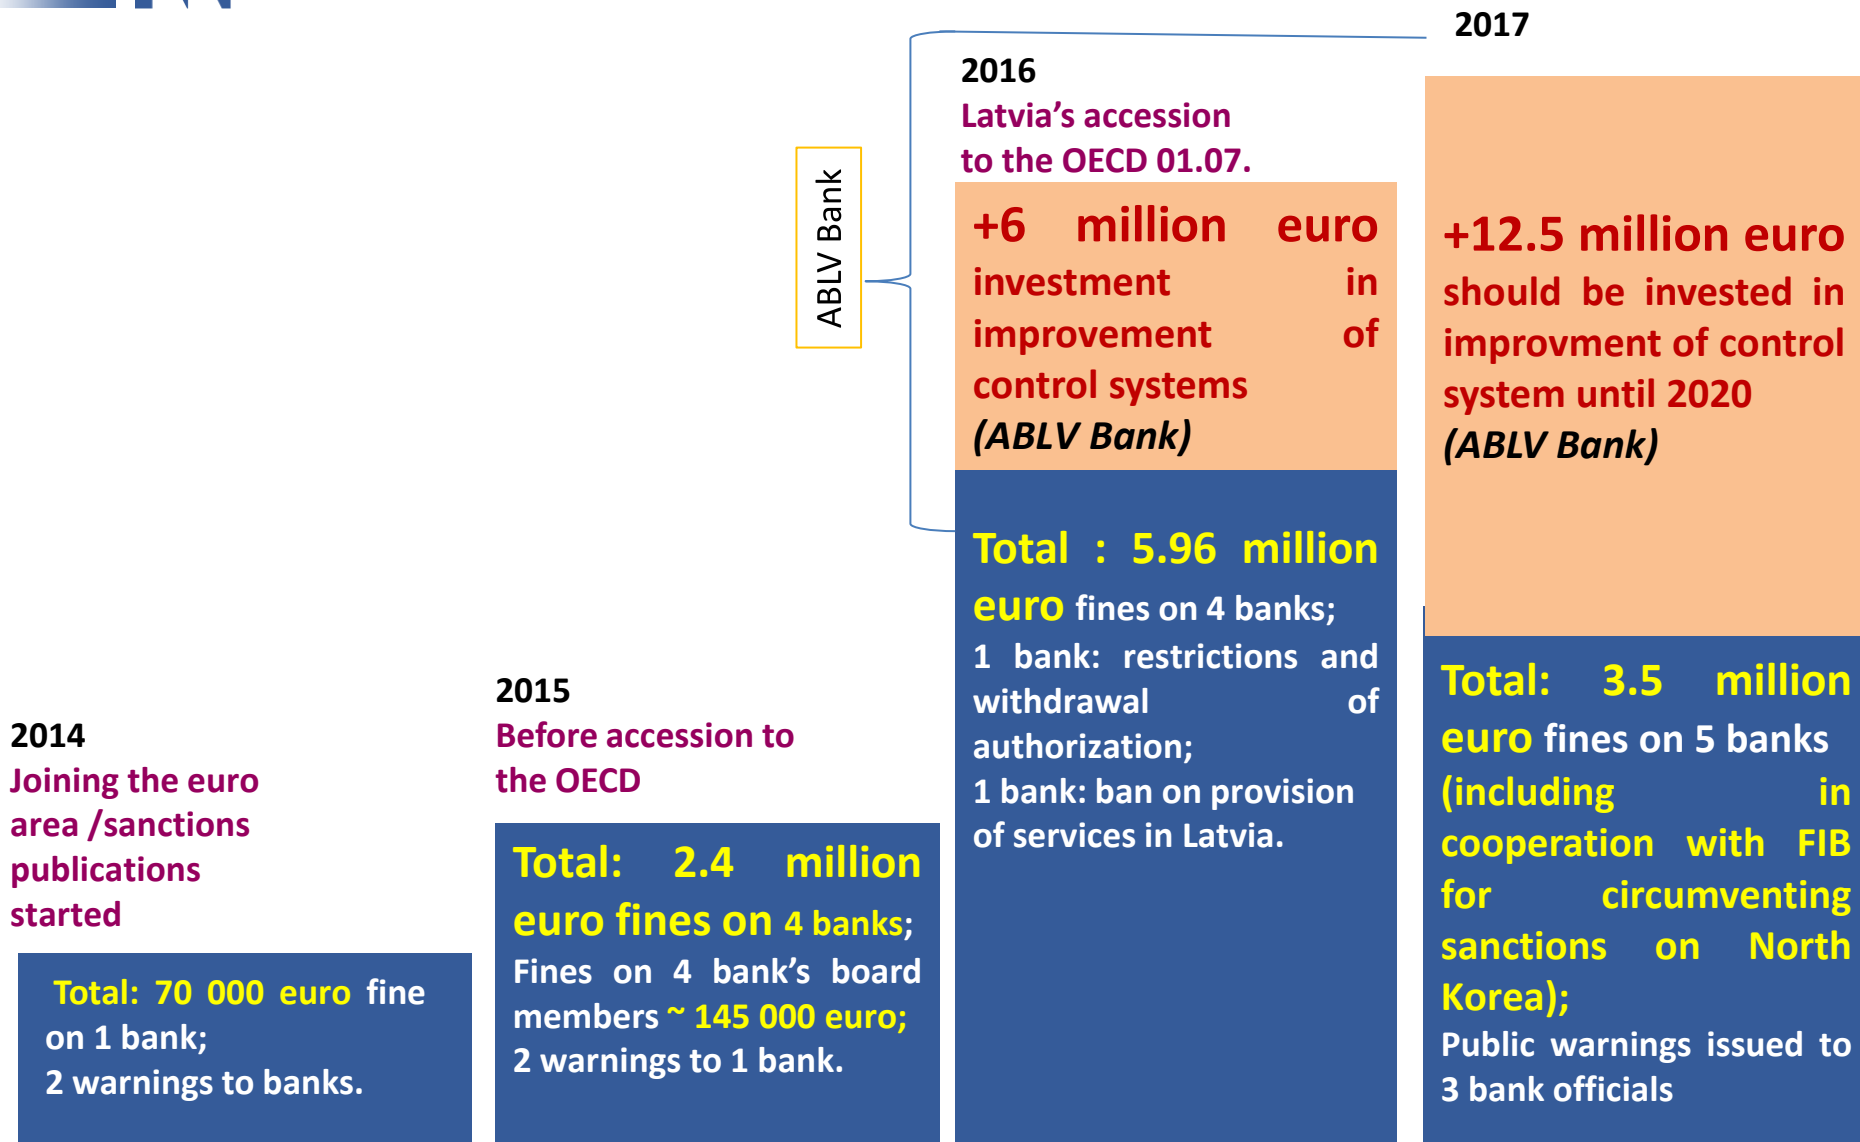 2014
Joining the euro
area /sanctions
publications
started
Total: 70 000 euro fine
on 1 bank;
2 warnings to banks.
2015
Before accession to
the OECD
Total: 2.4 million
euro fines on 4 banks;
Fines on 4 bank’s board
members ~ 145 000 euro;
2 warnings to 1 bank.
ABLV Bank
2016
Latvia’s accession
to the OECD 01.07.
+6 million euro
investment in
improvement of
control systems
(ABLV Bank)
Total : 5.96 million
euro fines on 4 banks;
1 bank: restrictions and
withdrawal of
authorization;
1 bank: ban on provision
of services in Latvia.
2017
+12.5 million euro
should be invested in
improvment of control
system until 2020
(ABLV Bank)
Total: 3.5 million
euro fines on 5 banks
(including in
cooperation with FIB
for circumventing
sanctions on North
Korea);
Public warnings issued to
3 bank officials